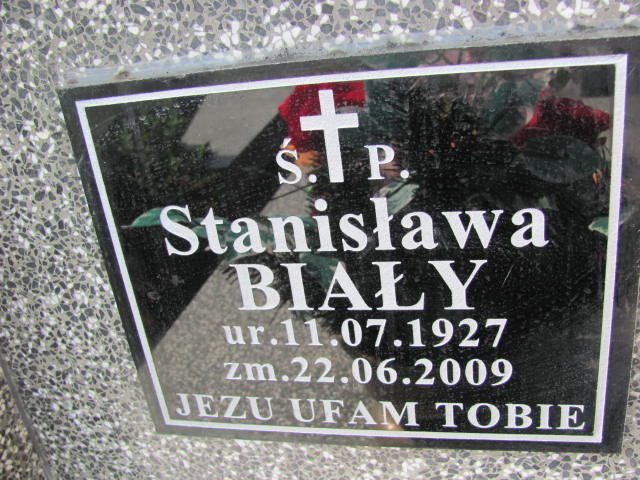 Ś. P.
Stanisława
BIAŁY
ur.11.07.1927
zm.22.06.2009
JEZU UFAM TOBIE